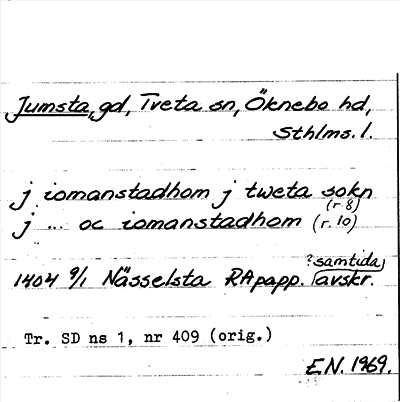 Jumsta, gd, Tveta sn, Öknebo hd,
Sthlms. l.
j iomanstadhom j tweta sokn
(r 8)
j ... oc iomanstadhom (r. 10)
?samtida
1404 9/1 Nässelsta RApapp. avskr.
Tr. SD ns 1, nr 409 (orig.)
E.N. 1969.